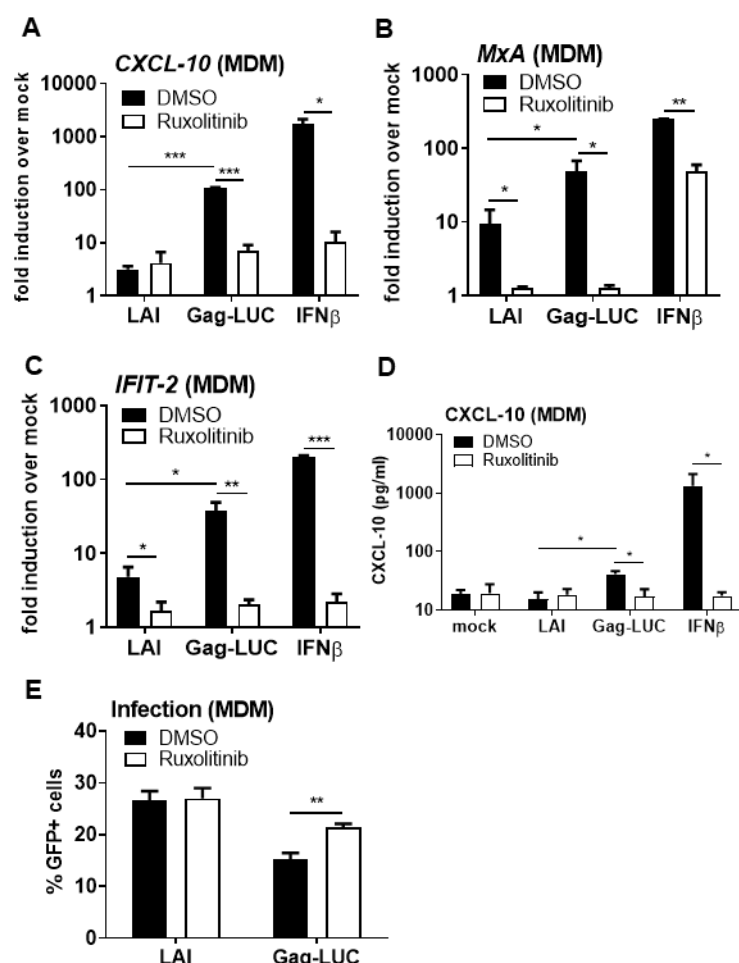 A
CXCL-10 (MDM)
DMSO
Ruxolitinib
fold induction over mock
10000
1000
100
10
1
***
***
*
LAI
Gag-LUC
IFNβ
B
MxA (MDM)
DMSO
Ruxolitinib
fold induction over mock
1000
100
10
1
*
*
*
**
LAI
Gag-LUC
IFNβ
C
IFIT-2 (MDM)
DMSO
Ruxolitinib
fold induction over mock
1000
100
10
1
*
*
**
***
LAI
Gag-LUC
IFNβ
D
CXCL-10 (MDM)
DMSO
Ruxolitinib
CXCL-10 (pg/ml)
10000
1000
100
10
*
*
*
mock
LAI
Gag-LUC
IFNβ
E
Infection (MDM)
DMSO
Ruxolitinib
% GFP+ cells
40
30
20
10
0
**
LAI
Gag-LUC